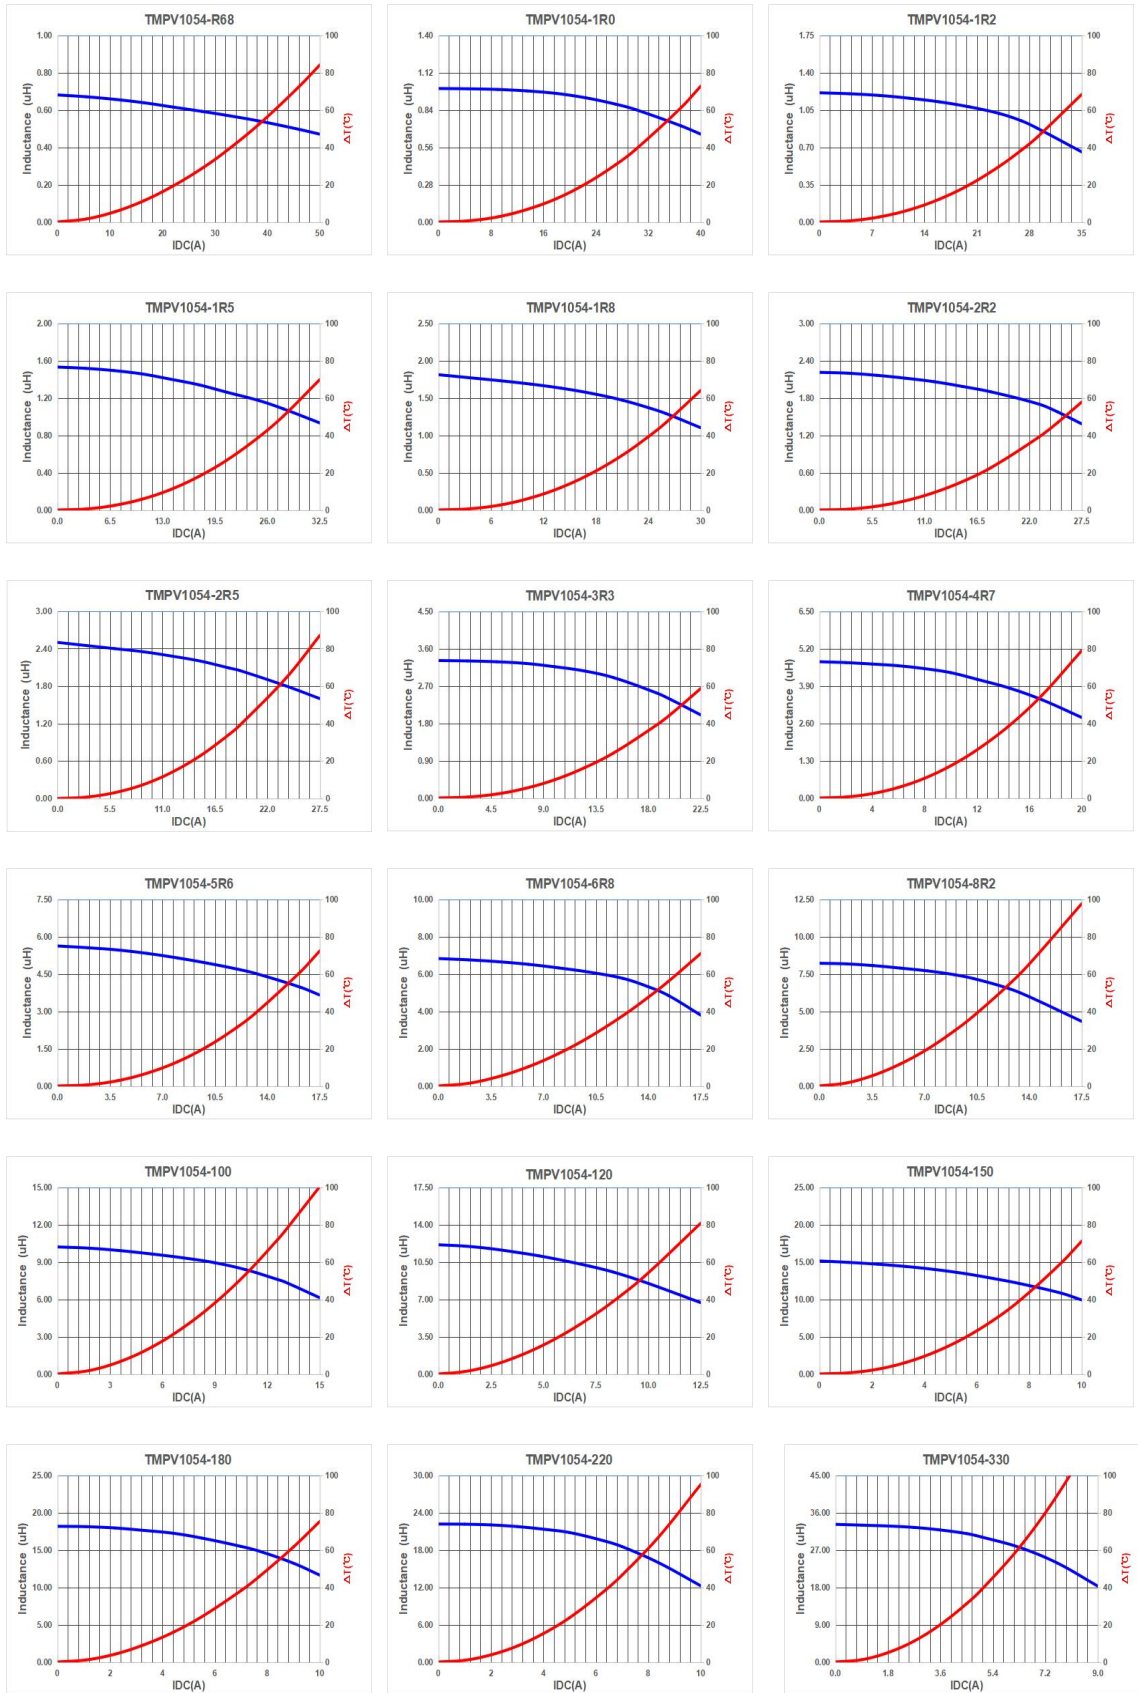 TMPV1054-R68
1.00 0.80 0.60 0.40 0.20 0.00
Inductance (uH)
100 80 60 40 20 0
△T(℃)
0 10 20 30 40 50
IDC(A)
TMPV1054-1R0
1.40 1.12 0.84 0.56 0.28 0.00
Inductance (uH)
100 80 60 40 20 0
△T(℃)
0 8 16 24 32 40
IDC(A)
TMPV1054-1R2
1.75 1.40 1.05 0.70 0.35 0.00
Inductance (uH)
100 80 60 40 20 0
△T(℃)
0 7 14 21 28 35
IDC(A)
TMPV1054-1R5
2.00 1.60 1.20 0.80 0.40 0.00
Inductance (uH)
100 80 60 40 20 0
△T(℃)
0.0 6.5 13.0 19.5 26.0 32.5
IDC(A)
TMPV1054-1R8
2.50 2.00 1.50 1.00 0.50 0.00
Inductance (uH)
100 80 60 40 20 0
△T(℃)
0 6 12 18 24 30
IDC(A)
TMPV1054-2R2
3.00 2.40 1.80 1.20 0.60 0.00
Inductance (uH)
100 80 60 40 20 0
△T(℃)
0.0 5.5 11.0 16.5 22.0 27.5
IDC(A)
TMPV1054-2R5
3.00 2.40 1.80 1.20 0.60 0.00
Inductance (uH)
100 80 60 40 20 0
△T(℃)
0.0 5.5 11.0 16.5 22.0 27.5
IDC(A)
TMPV1054-3R3
4.50 3.60 2.70 1.80 0.90 0.00
Inductance (uH)
100 80 60 40 20 0
△T(℃)
0.0 4.5 9.0 13.5 18.0 22.5
IDC(A)
TMPV1054-4R7
6.50 5.20 3.90 2.60 1.30 0.00
Inductance (uH)
100 80 60 40 20 0
△T(℃)
0 4 8 12 16 20
IDC(A)
TMPV1054-5R6
7.50 6.00 4.50 3.00 1.50 0.00
Inductance (uH)
100 80 60 40 20 0
△T(℃)
0.0 3.5 7.0 10.5 14.0 17.5
IDC(A)
TMPV1054-6R8
10.00 8.00 6.00 4.00 2.00 0.00
Inductance (uH)
100 80 60 40 20 0
△T(℃)
0.0 3.5 7.0 10.5 14.0 17.5
IDC(A)
TMPV1054-8R2
12.50 10.00 7.50 5.00 2.50 0.00
Inductance (uH)
100 80 60 40 20 0
△T(℃)
0.0 3.5 7.0 10.5 14.0 17.5
IDC(A)
TMPV1054-100
15.00 12.00 9.00 6.00 3.00 0.00
Inductance (uH)
100 80 60 40 20 0
△T(℃)
0 3 6 9 12 15
IDC(A)
TMPV1054-120
17.50 14.00 10.50 7.00 3.50 0.00
Inductance (uH)
100 80 60 40 20 0
△T(℃)
0.0 2.5 5.0 7.5 10.0 12.5
IDC(A)
TMPV1054-150
25.00 20.00 15.00 10.00 5.00 0.00
Inductance (uH)
100 80 60 40 20 0
△T(℃)
0 2 4 6 8 10
IDC(A)
TMPV1054-180
25.00 20.00 15.00 10.00 5.00 0.00
Inductance (uH)
100 80 60 40 20 0
△T(℃)
0 2 4 6 8 10
IDC(A)
TMPV1054-220
30.00 24.00 18.00 12.00 6.00 0.00
Inductance (uH)
100 80 60 40 20 0
△T(℃)
0 2 4 6 8 10
IDC(A)
TMPV1054-330
45.00 36.00 27.00 18.00 9.00 0.00
Inductance (uH)
100 80 60 40 20 0
△T(℃)
0.0 1.8 3.6 5.4 7.2 9.0
IDC(A)